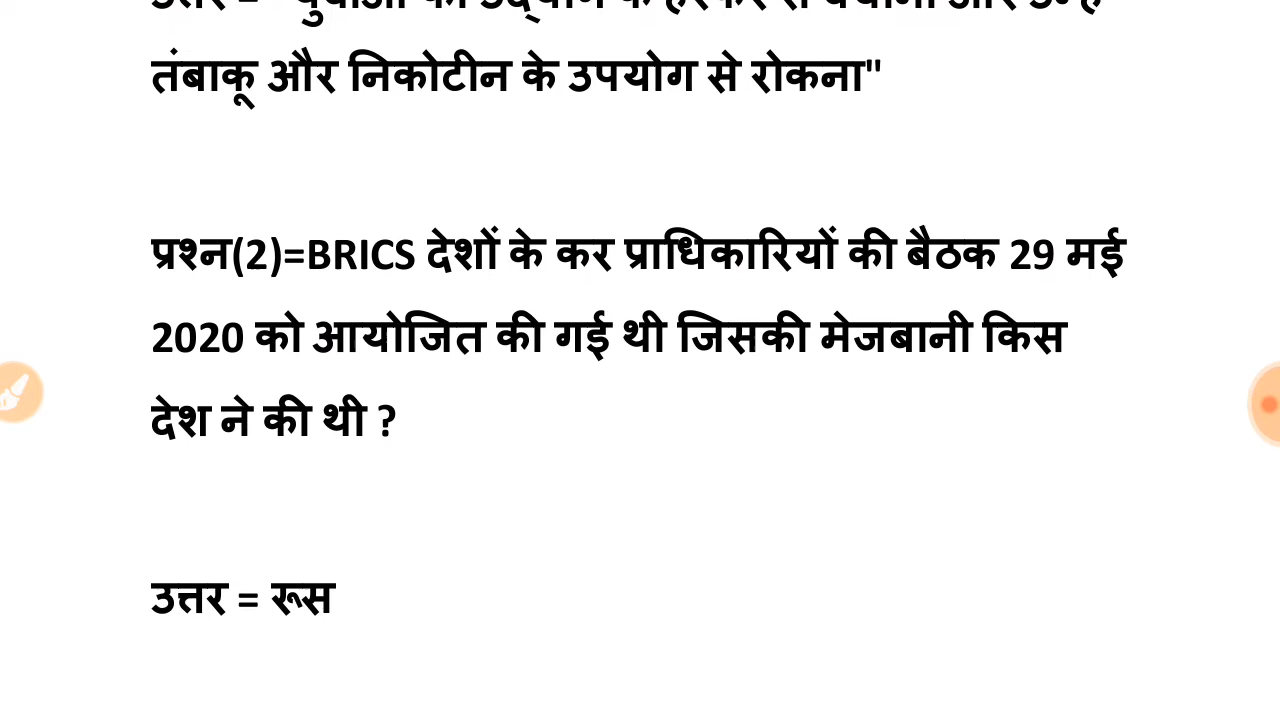 तंबाकू और निकोटीन के उपयोग से रोकना"
प्रश्न(2)=BRICS देशों के कर प्राधिकारियों की बैठक 29 मई
2020 को आयोजित की गई थी जिसकी मेजबानी किस
देश ने की थी ?
उत्तर = रूस